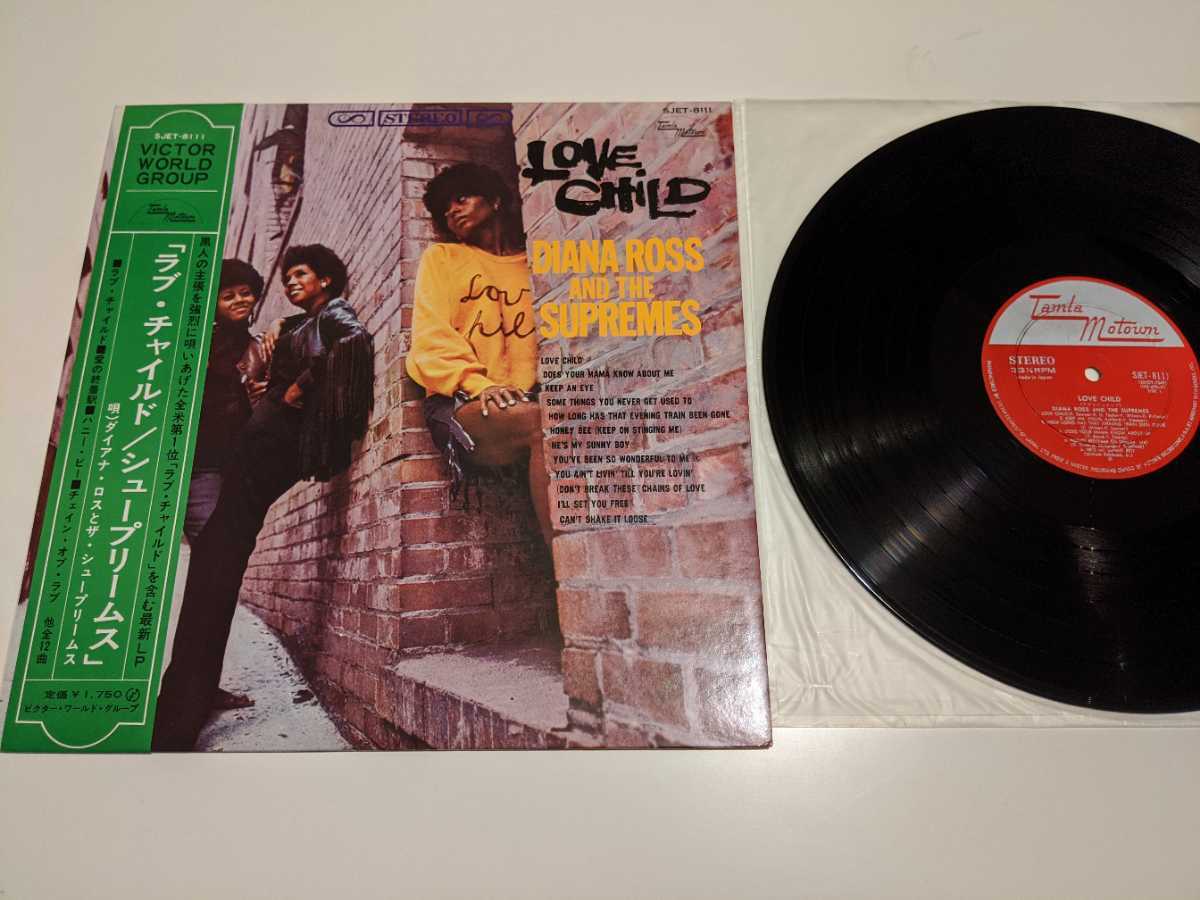 SJET-8111
VICTOR
WORLD
GROUP
Tamla
Motown
黒人の主張を強烈に唄いあげた全米第1位「ラブ・チャイルド」を含む最新LP
「ラブ・チャイルド/シュープリームス」
唄)ダイアナ・ロスとザ・シュープリームス
■ラブ・チャイルド■愛の終着駅■ハニー・ビー■チェイン・オブ・ラブ 他全12曲
定価¥1,750
ビクター・ワールド・グループ
STEREO
SJET-8111
Tamla
Motown
LOVE
CHILD
DIANA ROSS
AND THE
SUPREMES
Lov
hil
LOVE CHILD
DOES YOUR MAMA KNOW ABOUT ME
KEEP AN EYE
SOME THINGS YOU NEVER GET USED TO
HOW LONG HAS THAT EVENING TRAIN BEEN GONE
HONEY BEE (KEEP ON STINGING ME)
HE'S MY SUNNY BOY
YOU'VE BEEN SO WONDERFUL TO ME
YOU AIN'T LIVIN' TILL YOU'RE LOVIN'
(DON'T BREAK THESE) CHAINS OF LOVE
I'LL SET YOU FREE
CAN'T SHAKE IT LOOSE
Tamla
Motown
STEREO
33⅓RPM
Made in Japan
SJET-8111
LOVE CHILD
DIANA ROSS AND THE SUPREMES